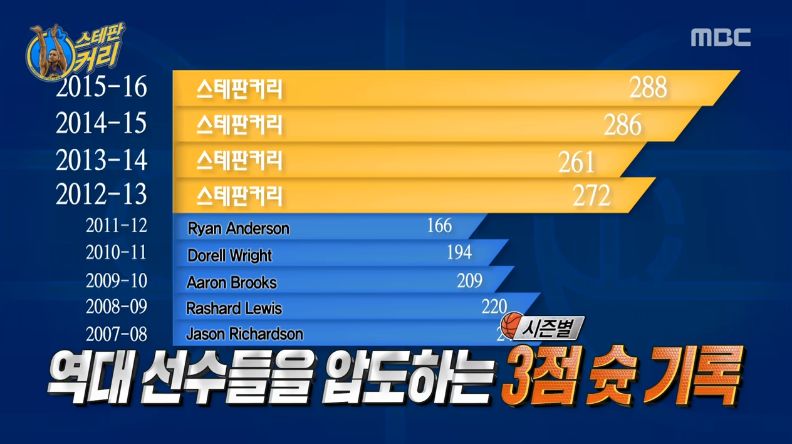 스테판
커리
MBC
2015-16 스테판커리 288
2014-15 스테판커리 286
2013-14 스테판커리 261
2012-13 스테판커리 272
2011-12 Ryan Anderson 166
2010-11 Dorell Wright 194
2009-10 Aaron Brooks 209
2008-09 Rashard Lewis 220
2007-08 Jason Richardson 2
시즌별
역대 선수들을 압도하는 3점 슛 기록